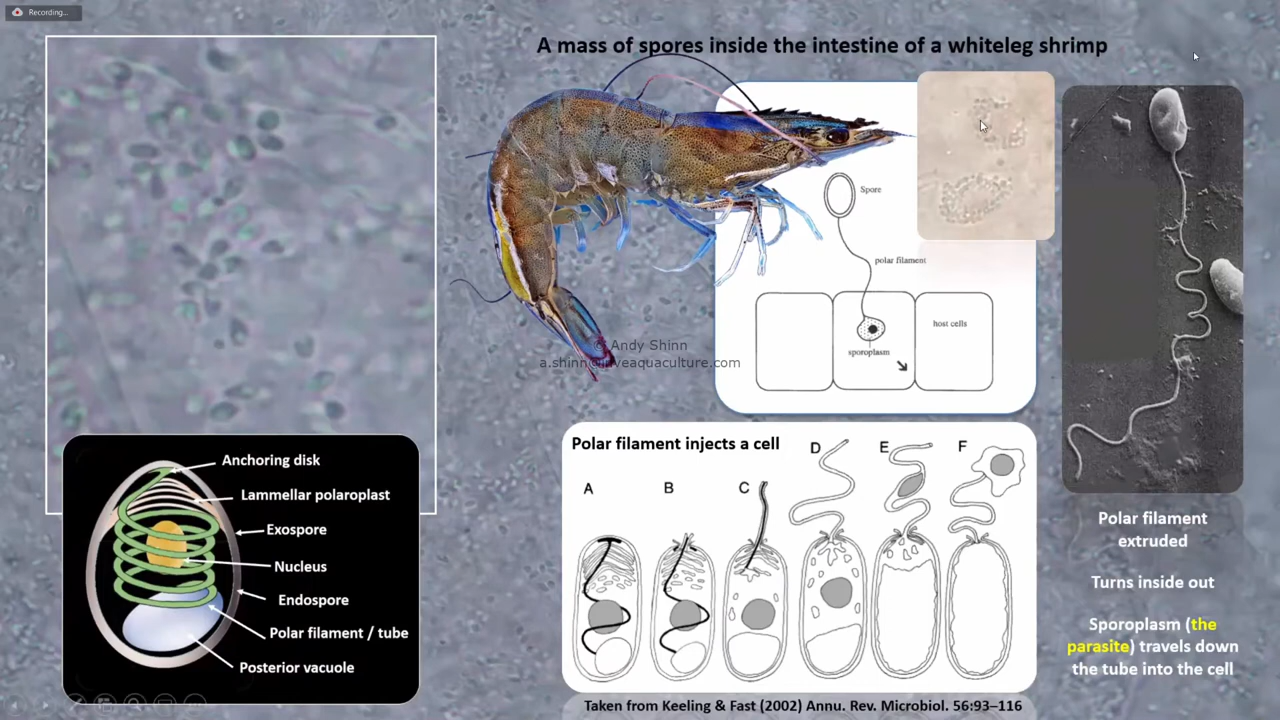 Recording...
A mass of spores inside the intestine of a whiteleg shrimp
Spore
polar filament
host cells
sporoplasm
© Andy Shinn
Anchoring disk
Lammellar polaroplast
Exospore
Nucleus
Endospore
Polar filament / tube
Posterior vacuole
Polar filament injects a cell
A B C D E F
Polar filament
extruded
Turns inside out
Sporoplasm (the
parasite) travels down
the tube into the cell
Taken from Keeling & Fast (2002) Annu. Rev. Microbiol. 56:93–116